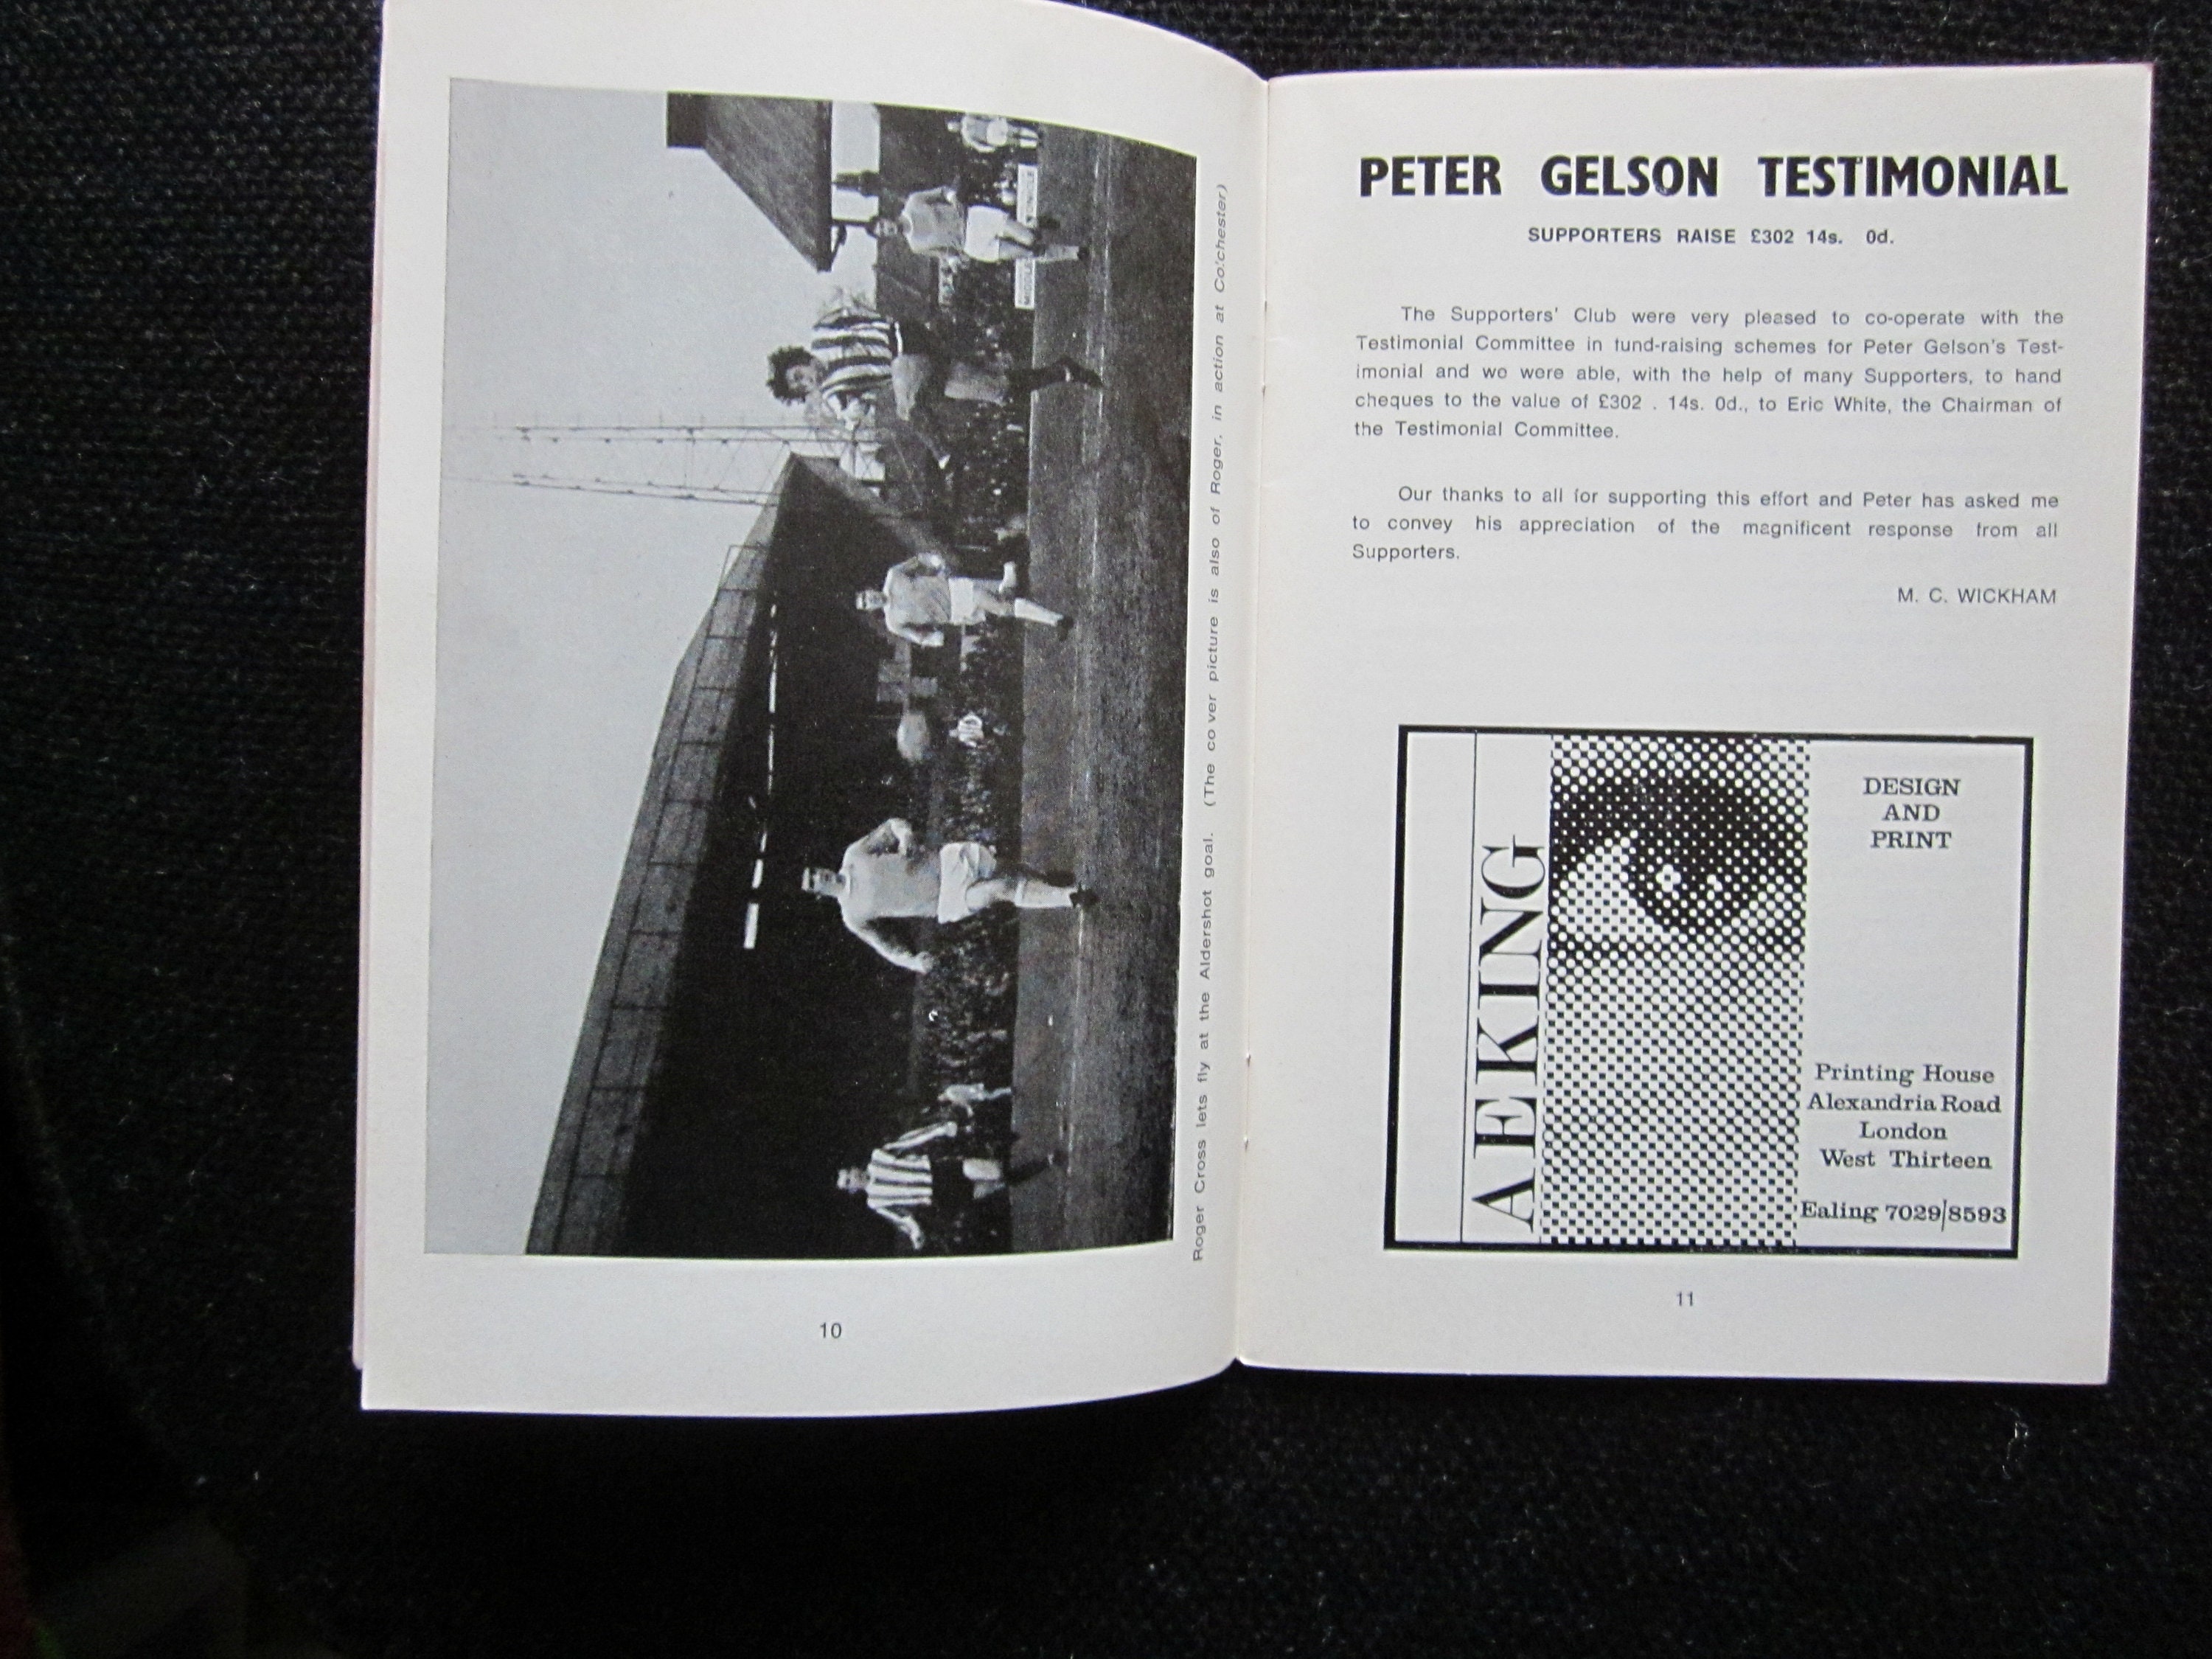 Roger Cross lets fly at the Aldershot goal. (The cover picture is also of Roger, in action at Colchester)
10
PETER GELSON TESTIMONIAL
SUPPORTERS RAISE £302 14s. 0d.
The Supporters' Club were very pleased to co-operate with the
Testimonial Committee in fund-raising schemes for Peter Gelson's Test-
imonial and we were able, with the help of many Supporters, to hand
cheques to the value of £302 . 14s. 0d., to Eric White, the Chairman of
the Testimonial Committee.
Our thanks to all for supporting this effort and Peter has asked me
to convey his appreciation of the magnificent response from all
Supporters.
M. C. WICKHAM
AEKING
DESIGN
AND
PRINT
Printing House
Alexandria Road
London
West Thirteen
Ealing 7029/8593
11